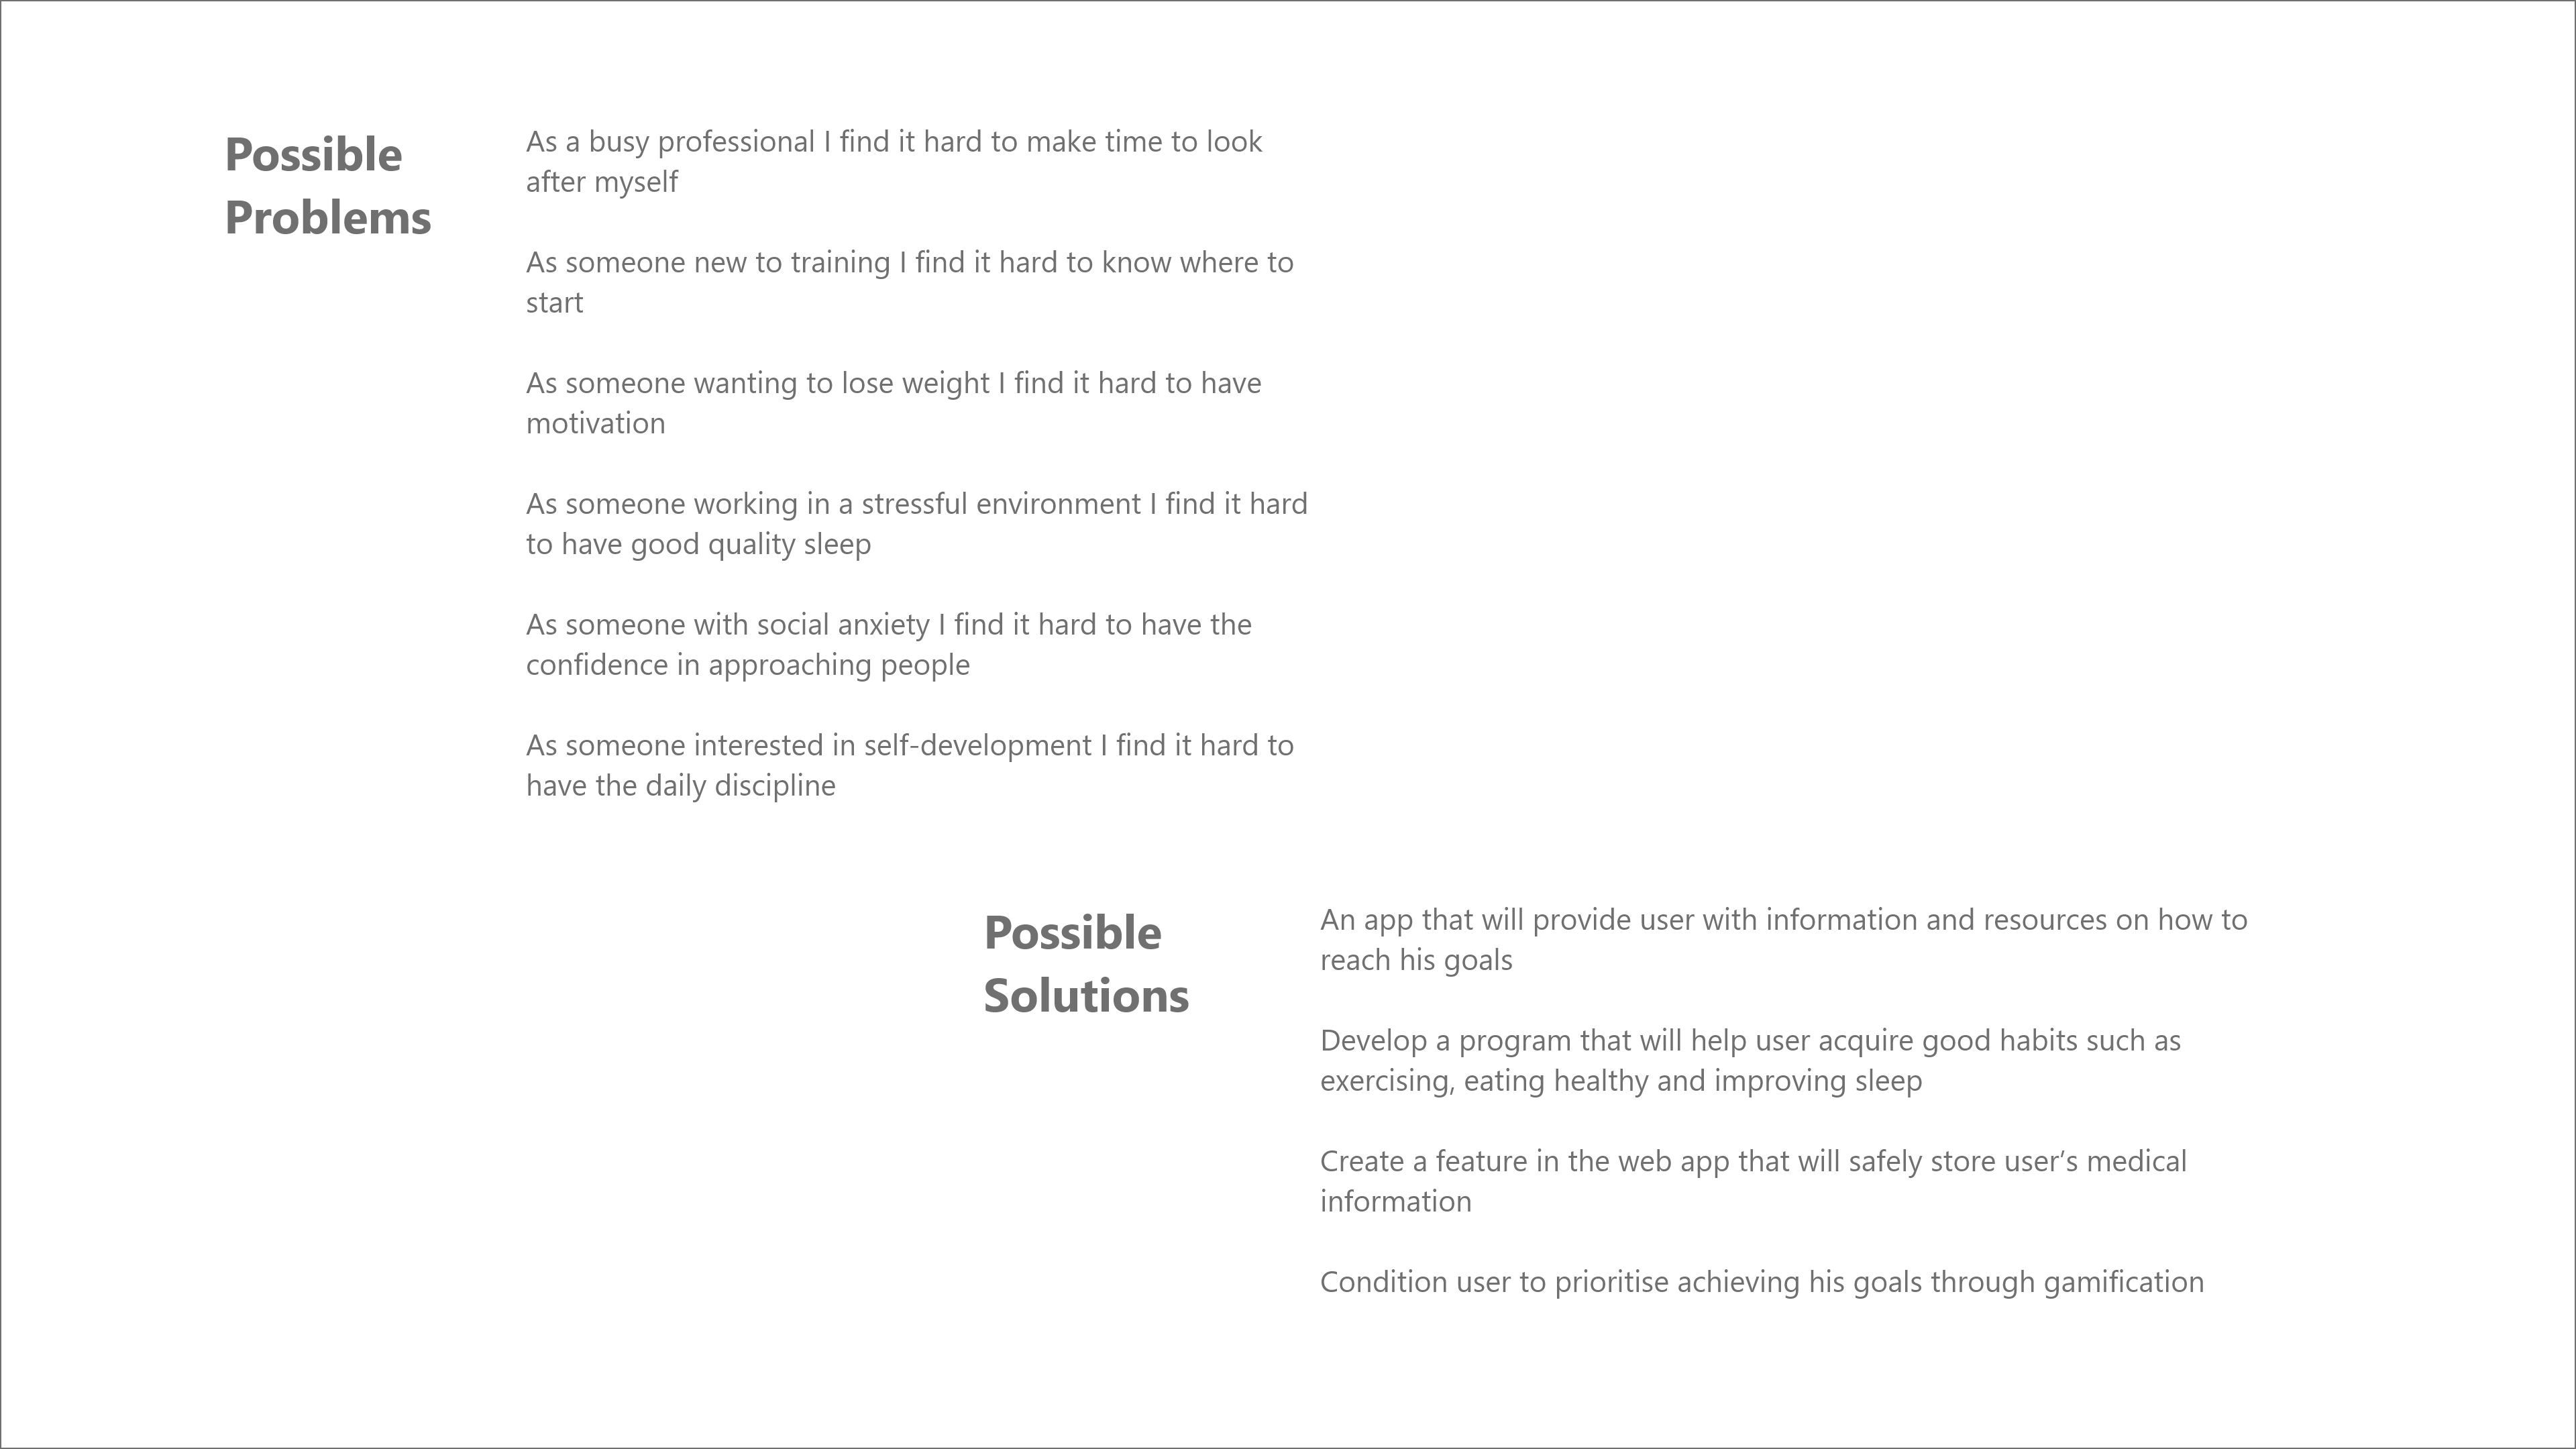 Possible
Problems
As a busy professional I find it hard to make time to look
after myself
As someone new to training I find it hard to know where to
start
As someone wanting to lose weight I find it hard to have
motivation
As someone working in a stressful environment I find it hard
to have good quality sleep
As someone with social anxiety I find it hard to have the
confidence in approaching people
As someone interested in self-development I find it hard to
have the daily discipline
Possible
Solutions
An app that will provide user with information and resources on how to
reach his goals
Develop a program that will help user acquire good habits such as
exercising, eating healthy and improving sleep
Create a feature in the web app that will safely store user’s medical
information
Condition user to prioritise achieving his goals through gamification